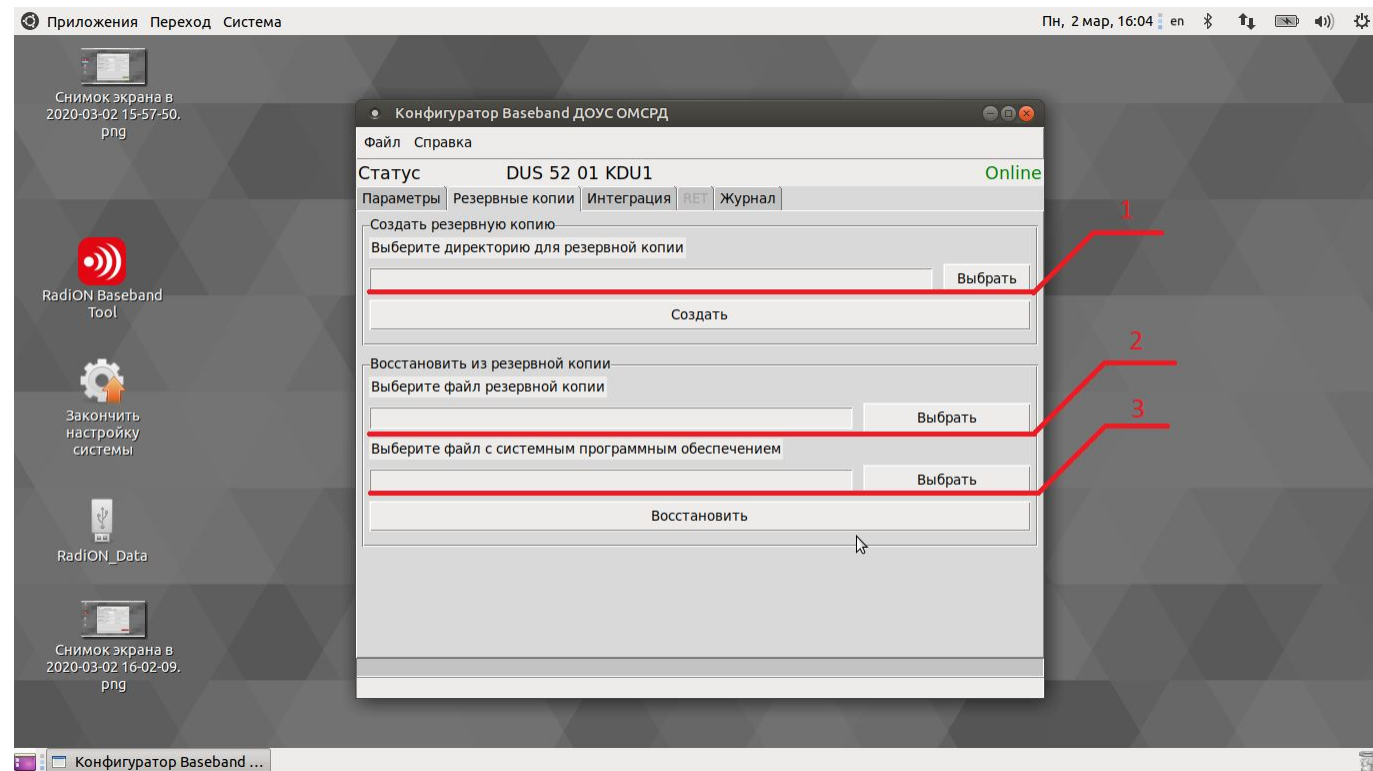 Приложения Переход Система
Пн, 2 мар, 16:04 en
Снимок экрана в
2020-03-02 15-57-50.
png
RadiON Baseband
Tool
Закончить
настройку
системы
RadiON_Data
Снимок экрана в
2020-03-02 16-02-09.
png
Конфигуратор Baseband ДОУС ОМСРД
Файл Справка
Статус DUS 52 01 KDU1 Online
Параметры Резервные копии Интеграция RET Журнал
Создать резервную копию
Выберите директорию для резервной копии
Выбрать
Создать
Восстановить из резервной копии
Выберите файл резервной копии
Выбрать
Выберите файл с системным программным обеспечением
Выбрать
Восстановить
1
2
3
Конфигуратор Baseband ...